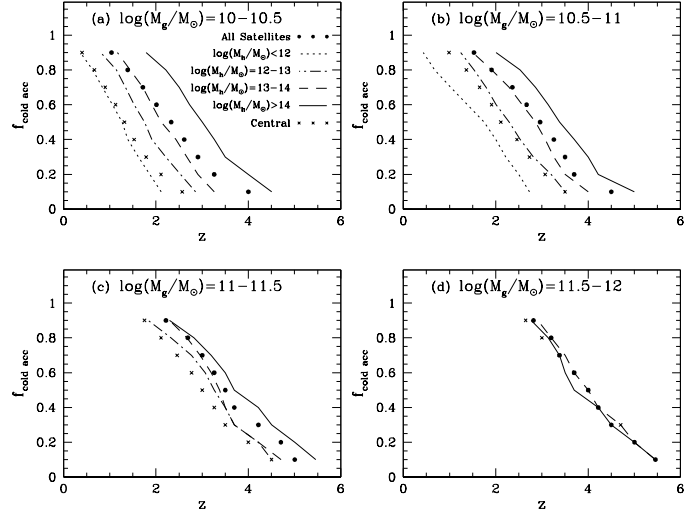 (a) log(M_g/M_⊙)=10−10.5
All Satellites
log(M_h/M_⊙)<12
log(M_h/M_⊙)=12−13
log(M_h/M_⊙)=13−14
log(M_h/M_⊙)>14
Central
1
0.8
0.6
0.4
0.2
0
f_cold acc
0 2 4 6
z
(b) log(M_g/M_⊙)=10.5−11
1
0.8
0.6
0.4
0.2
0
f_cold acc
0 2 4 6
z
(c) log(M_g/M_⊙)=11−11.5
1
0.8
0.6
0.4
0.2
0
f_cold acc
0 2 4 6
z
(d) log(M_g/M_⊙)=11.5−12
1
0.8
0.6
0.4
0.2
0
f_cold acc
0 2 4 6
z